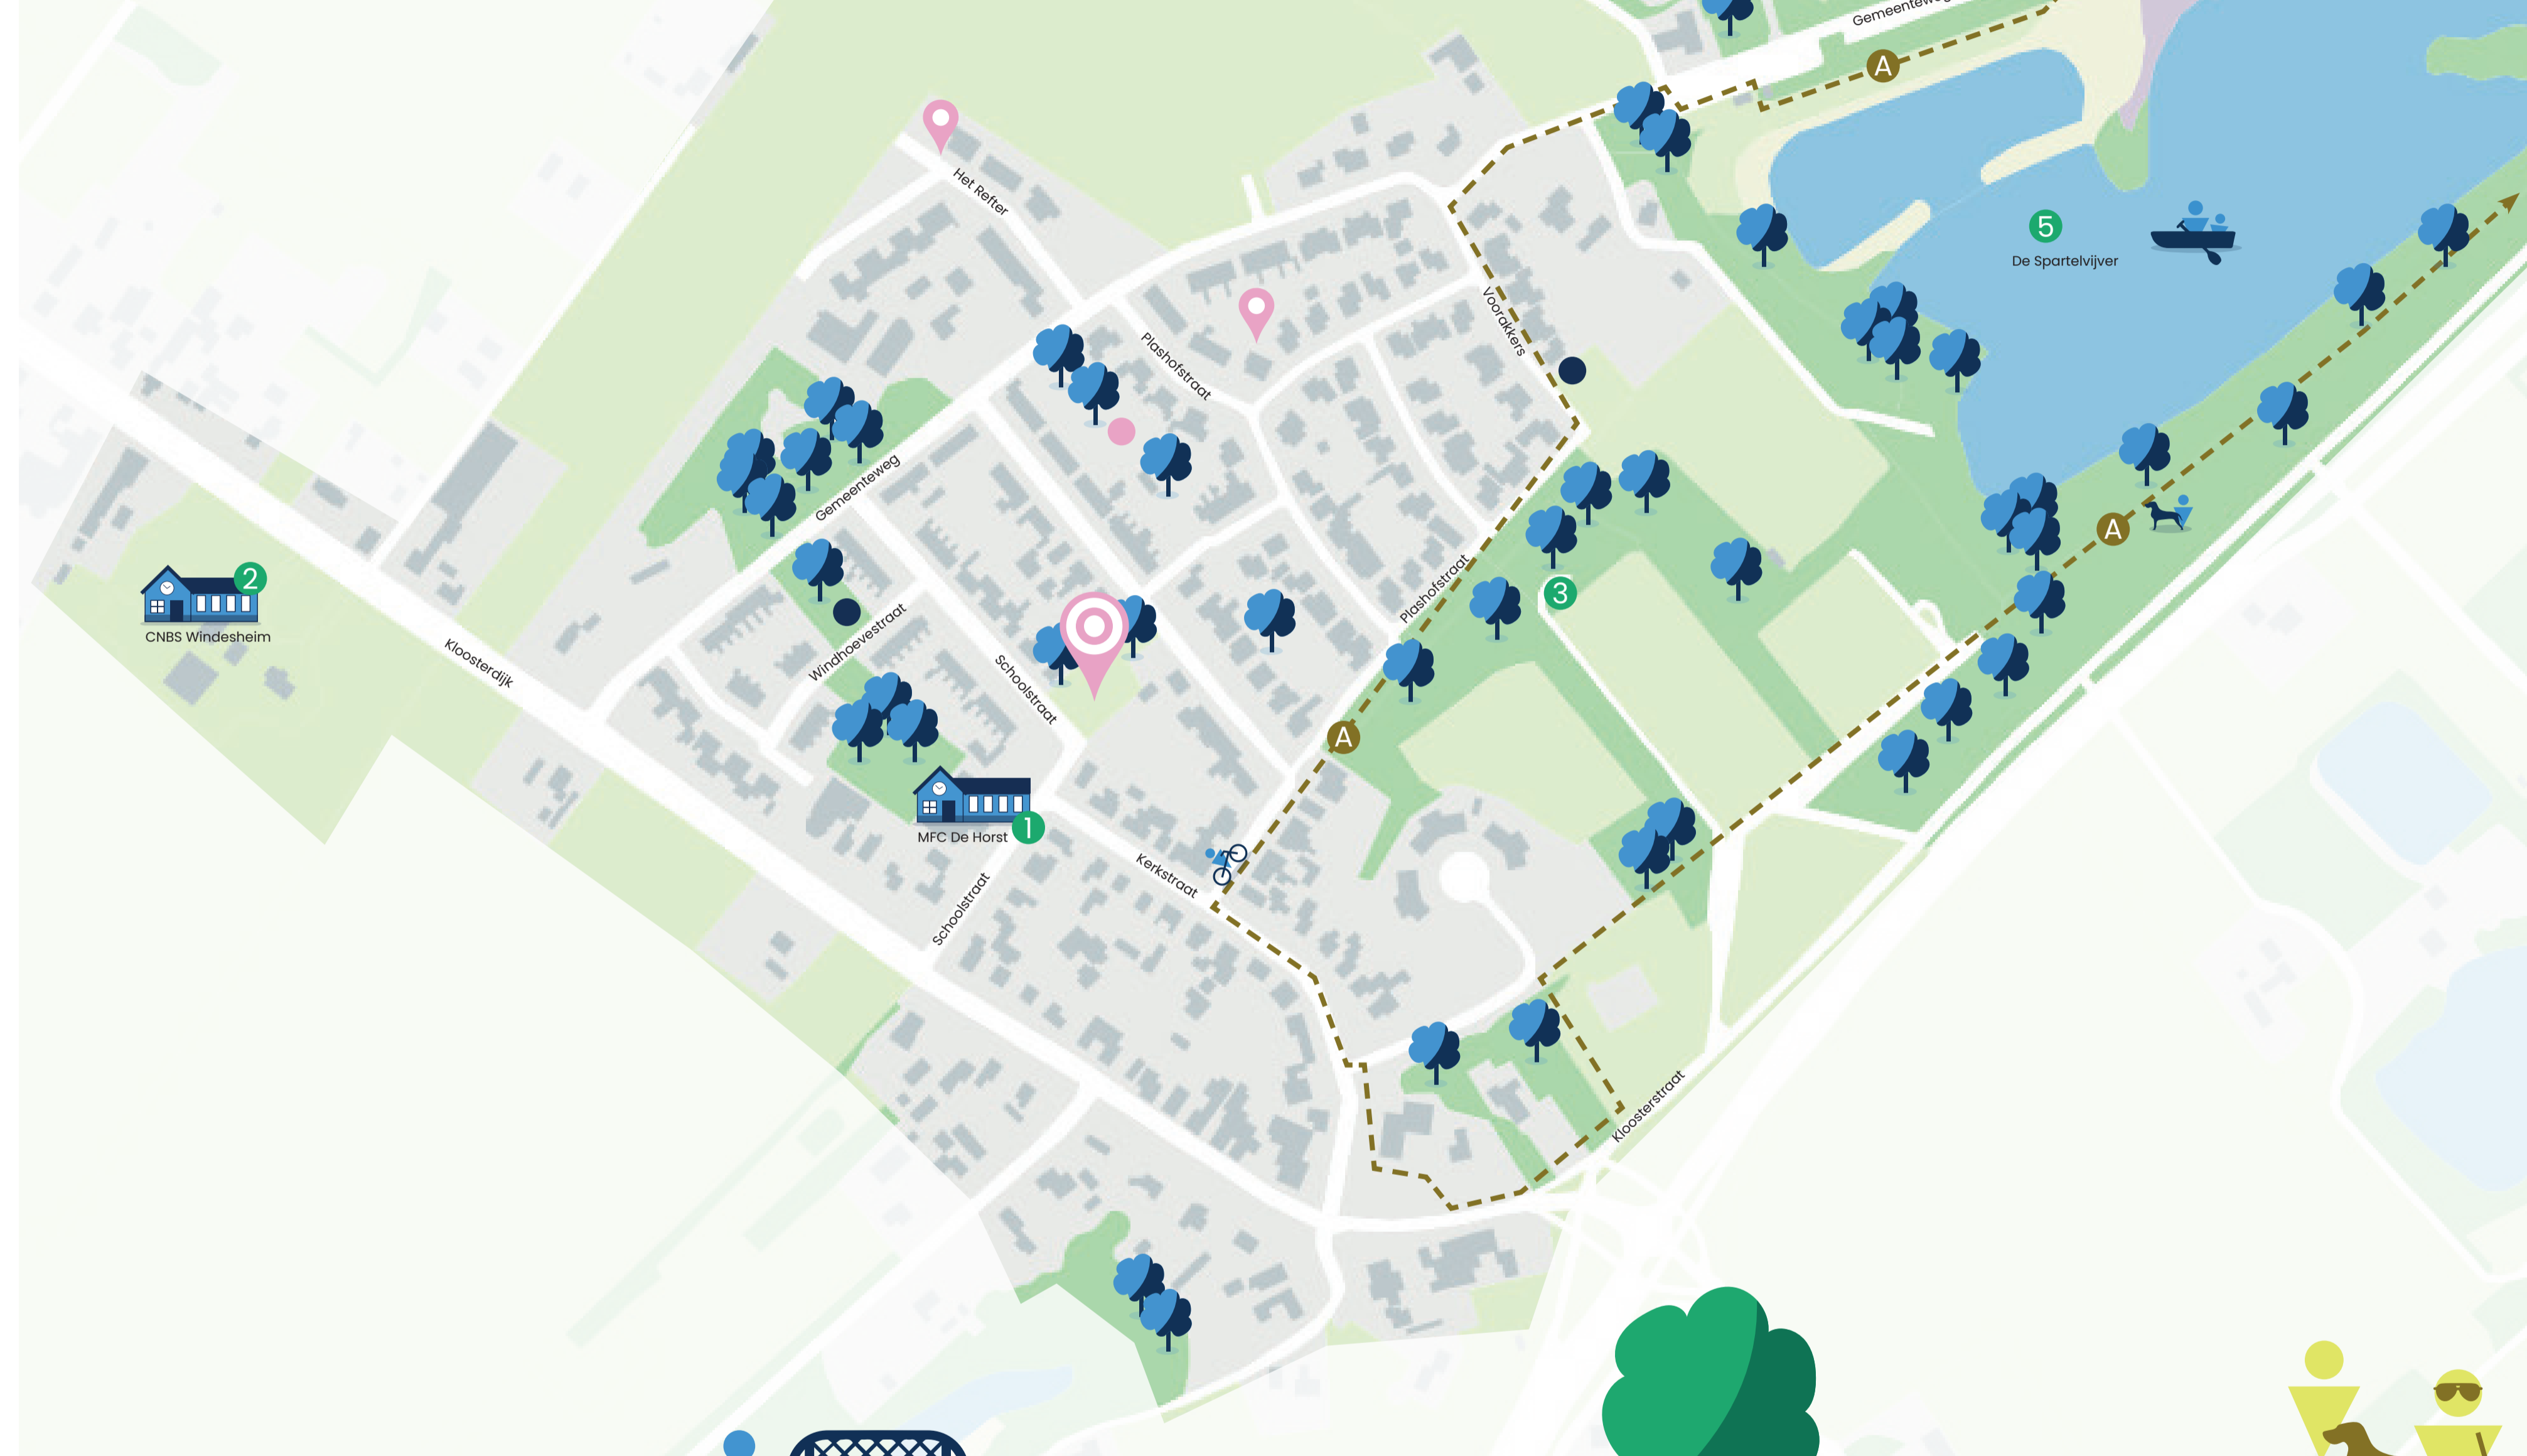 Gemeenteweg
A
Het Refter
5
De Spartelvijver
Voorakkers
Plashofstraat
Gemeenteweg
A
2
CNBS Windesheim
3
Plashofstraat
Windhoevestraat
Kloosterdijk
Schoolstraat
A
MFC De Horst
1
Kerkstraat
Schoolstraat
Kloosterstraat